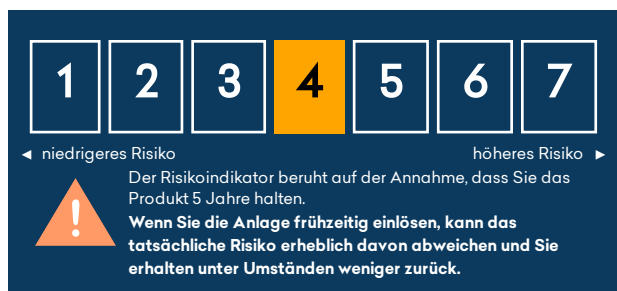 1 2 3 4 5 6 7
◄ niedrigeres Risiko höheres Risiko ►
Der Risikoindikator beruht auf der Annahme, dass Sie das
Produkt 5 Jahre halten.
Wenn Sie die Anlage frühzeitig einlösen, kann das
tatsächliche Risiko erheblich davon abweichen und Sie
erhalten unter Umständen weniger zurück.